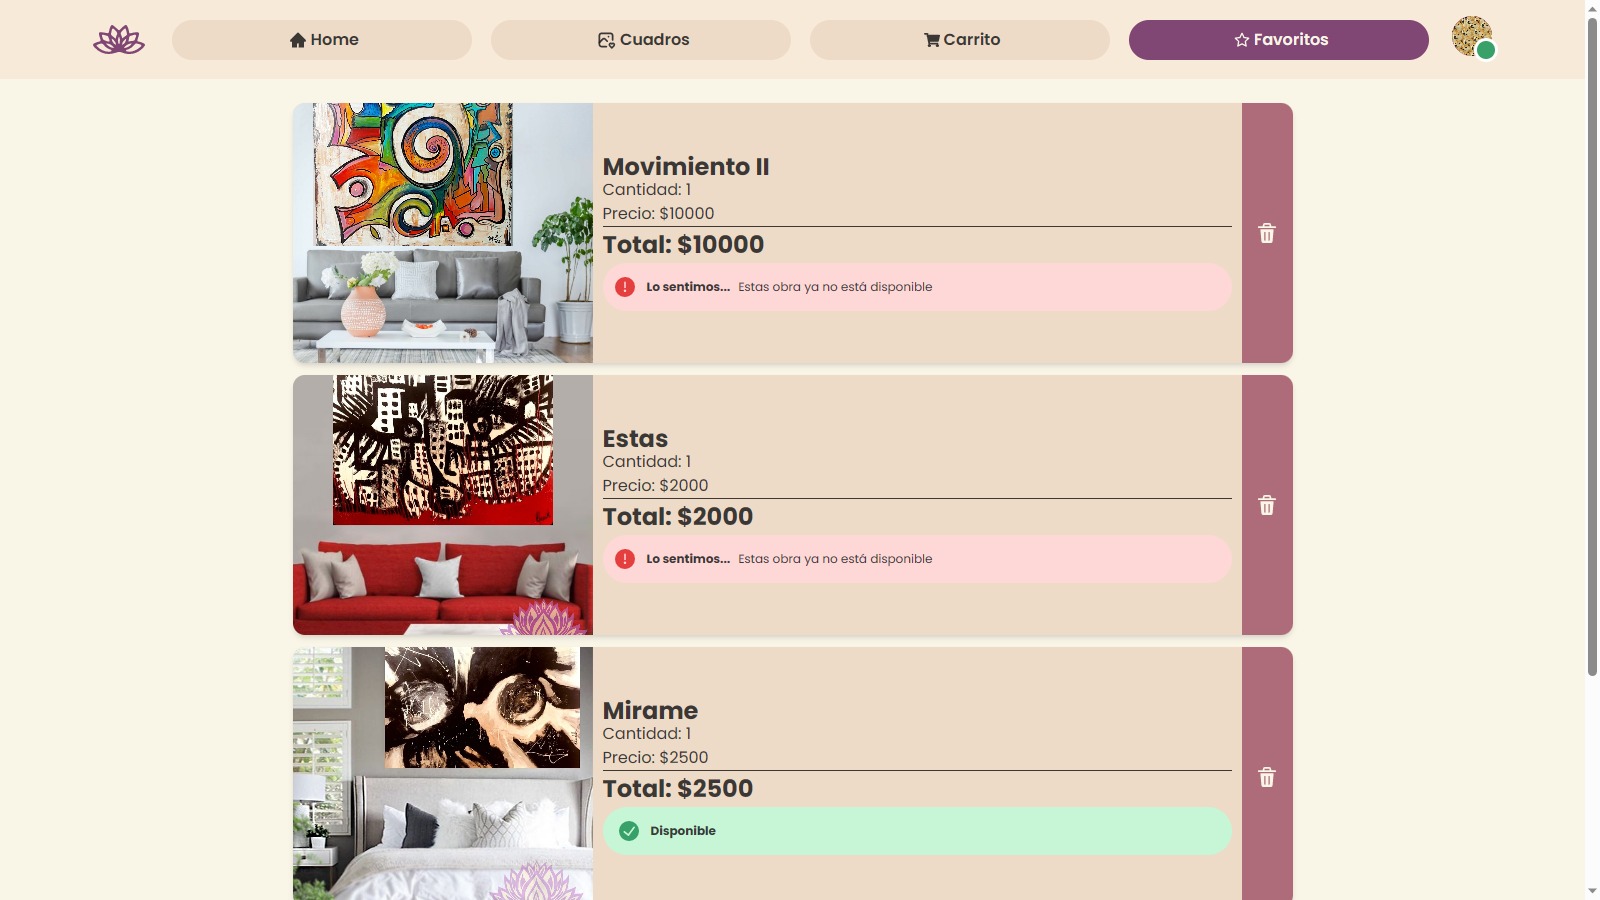 Home
Cuadros
Carrito
Favoritos
Movimiento II
Cantidad: 1
Precio: $10000
Total: $10000
Lo sentimos... Estas obra ya no está disponible
Estas
Cantidad: 1
Precio: $2000
Total: $2000
Lo sentimos... Estas obra ya no está disponible
Mirame
Cantidad: 1
Precio: $2500
Total: $2500
Disponible